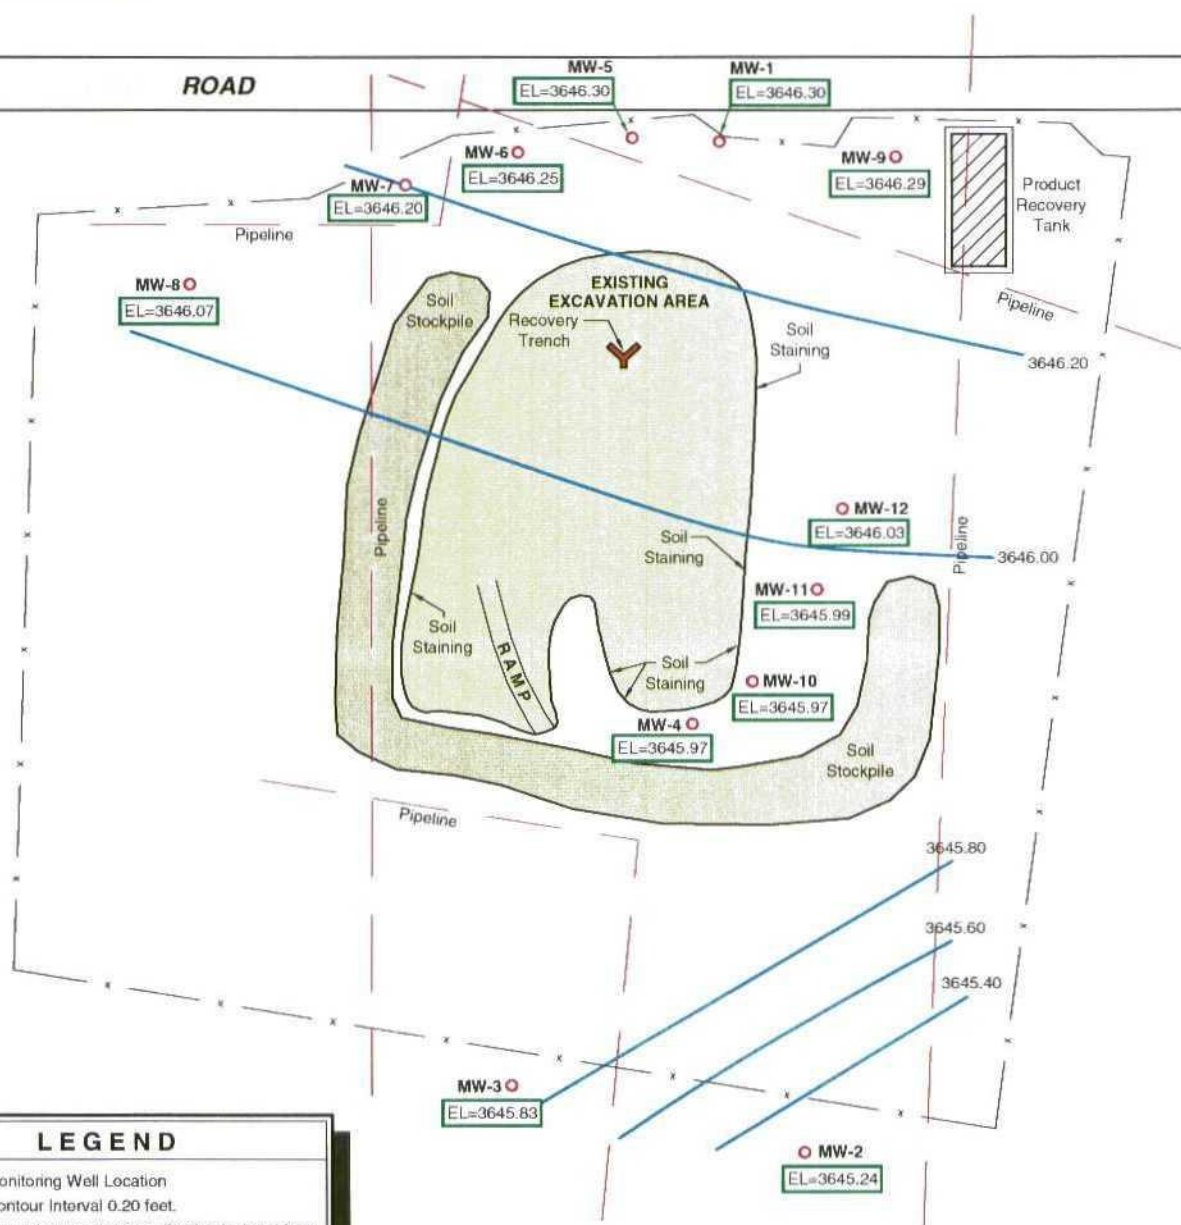 ROAD
MW-5
EL=3646.30
MW-1
EL=3646.30
MW-6
EL=3646.25
MW-9
EL=3646.29
MW-7
EL=3646.20
Product
Recovery
Tank
Pipeline
MW-8
EL=3646.07
Soil
Stockpile
EXISTING
EXCAVATION AREA
Recovery
Trench
Pipeline
Soil
Staining
3646.20
Pipeline
MW-12
EL=3646.03
Soil
Staining
Pipeline
3646.00
MW-11
EL=3645.99
Soil
Staining
RAMP
Soil
Staining
MW-10
EL=3645.97
MW-4
EL=3645.97
Soil
Stockpile
Pipeline
3645.80
3645.60
3645.40
MW-3
EL=3645.83
MW-2
EL=3645.24
LEGEND
onitoring Well Location
ontour Interval 0.20 feet.